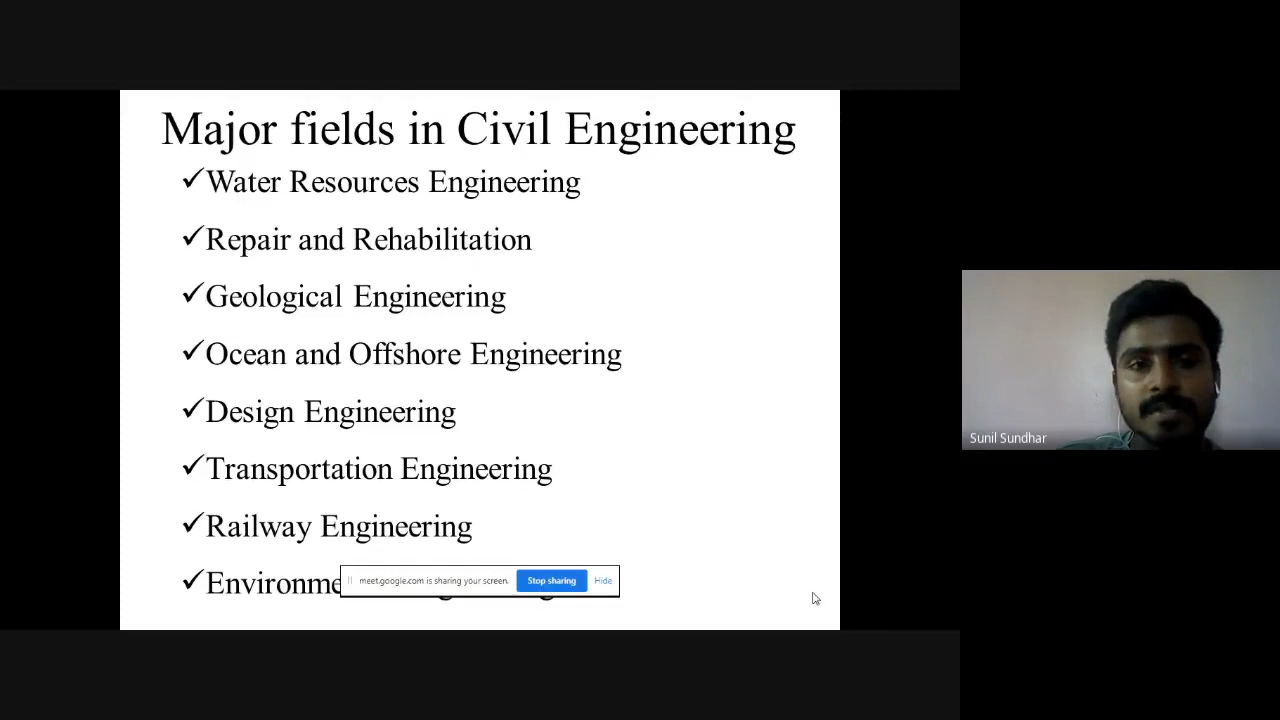 Major fields in Civil Engineering
✓Water Resources Engineering
✓Repair and Rehabilitation
✓Geological Engineering
✓Ocean and Offshore Engineering
✓Design Engineering
✓Transportation Engineering
✓Railway Engineering
✓Environme
meet.google.com is sharing your screen. Stop sharing Hide
Sunil Sundhar